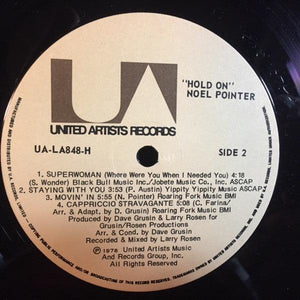 UA
UNITED ARTISTS RECORDS
"HOLD ON"
NOEL POINTER
UA-LA848-H
SIDE 2
1. SUPERWOMAN (Where Were You When I Needed You) 4:18
(S. Wonder) Black Bull Music Inc./Jobete Music Co., Inc. ASCAP
2. STAYING WITH YOU 3:53 (P. Austin) Yippity Yippity Music ASCAP
3. MOVIN' IN 5:55 (N. Pointer) Roaring Fork Music BMI
4. CAPRICCIO STRAVAGANTE 5:08 (C. Farina/
Arr. & Adapt. by D. Grusin) Roaring Fork Music BMI
Produced by Dave Grusin & Larry Rosen for
Grusin/Rosen Productions
Arr. & Cond. by Dave Grusin
Recorded & Mixed by Larry Rosen
℗ 1978 United Artists Music
And Records Group, Inc.
All Rights Reserved